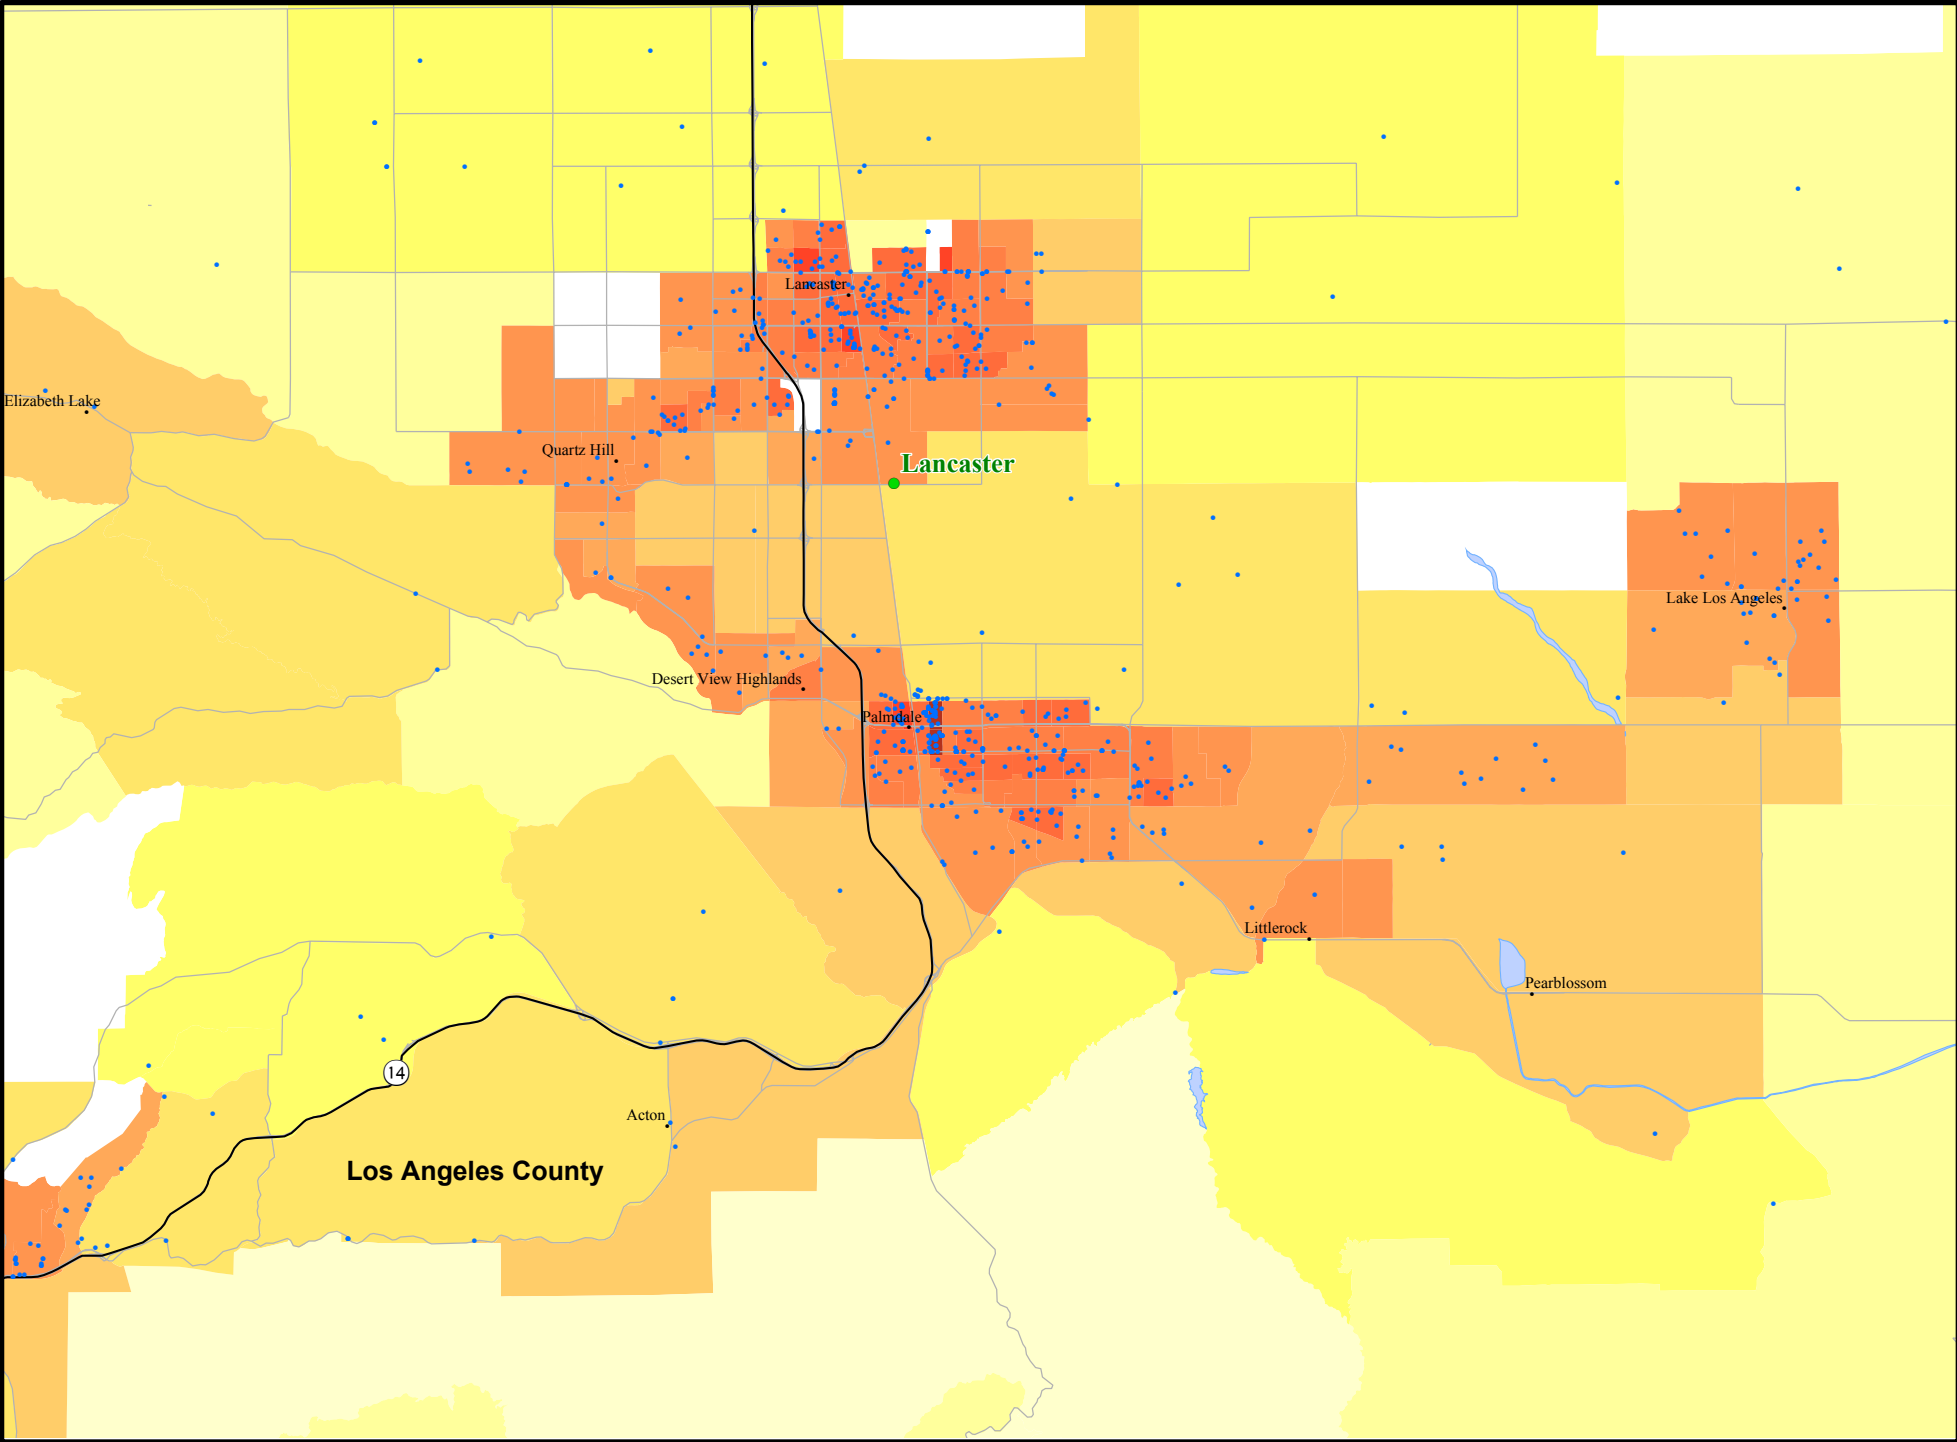 Lancaster
Elizabeth Lake
Quartz Hill
Lancaster
Lake Los Angeles
Desert View Highlands
Palmdale
Littlerock
Pearblossom
14
Acton
Los Angeles County